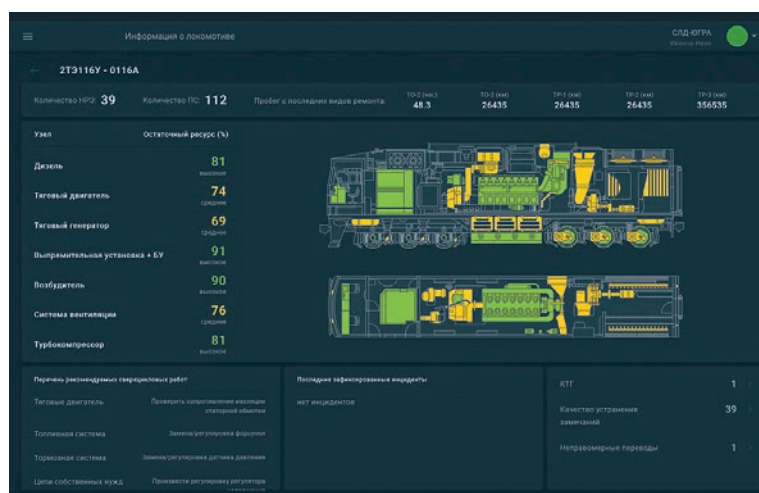 Информация о локомотиве
СЛД-ЮГРА
Иванов Иван
2ТЭ116У - 0116А
Количество НРЭ: 39
Количество ПС: 112
Пробег с последних видов ремонта:
ТО-2 (час)
48.3
ТО-3 (км)
26435
ТР-1 (км)
26435
ТР-2 (км)
26435
ТР-3 (км)
356535
Узел
Остаточный ресурс (%)
Дизель
81
высокое
Тяговый двигатель
74
среднее
Тяговый генератор
69
среднее
Выпрямительная установка + БУ
91
высокое
Возбудитель
90
высокое
Система вентиляции
76
среднее
Турбокомпрессор
81
высокое
Перечень рекомендуемых сверхцикловых работ
Тяговые двигатель
Проверить сопротивление изоляции
статорной обмотки
Топливная система
Замена/регулировка форсунки
Тормозная система
Замена/регулировка датчика давления
Цепи собственных нужд
Произвести регулировку регулятора
Последние зафиксированные инциденты
нет инцидентов
КТГ
1
Качество устранения
замечаний
39
Неправомерные переводы
1